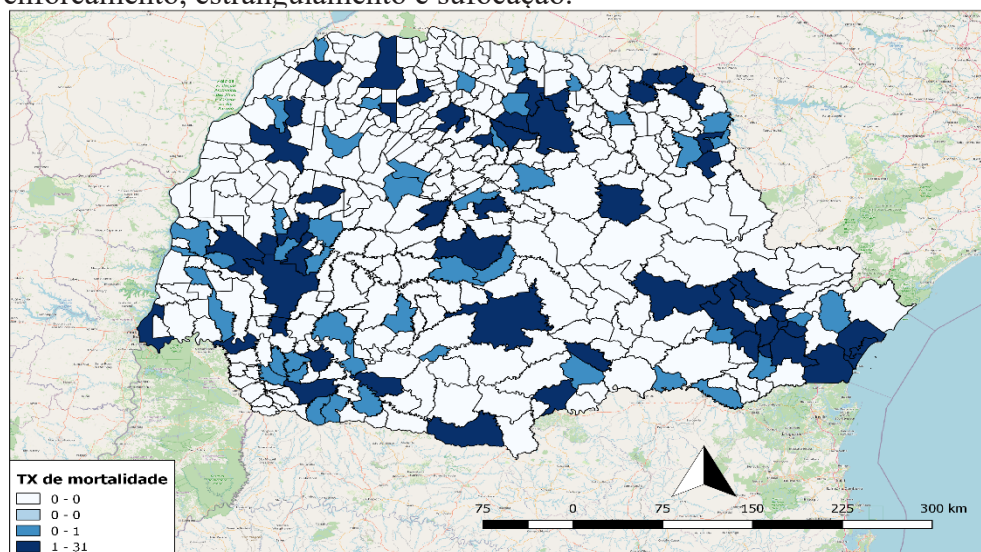 enforcamento, estrangulamento e sufocação.
TX de mortalidade
0 - 0
0 - 0
0 - 1
1 - 31
75 0 75 150 225 300 km